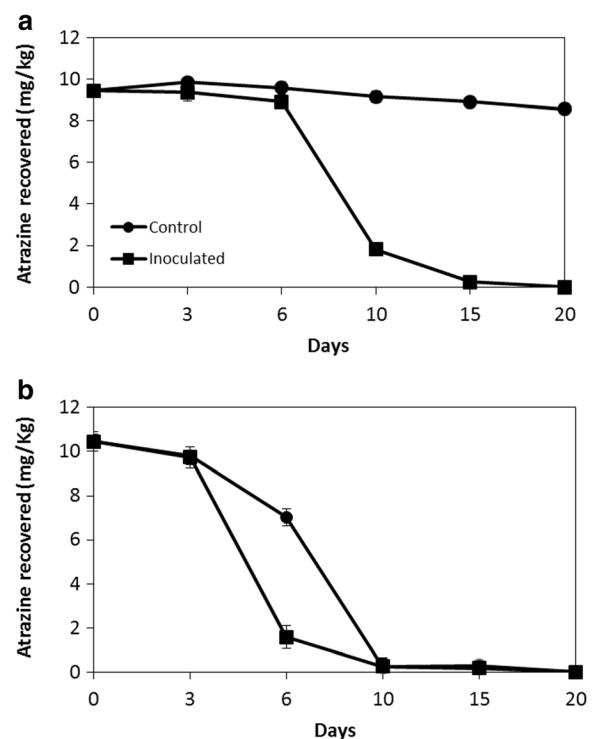 a
Atrazine recovered (mg/kg)
12
10
8
6
4
2
0
Control
Inoculated
0 3 6 10 15 20
Days
b
Atrazine recovered (mg/Kg)
12
10
8
6
4
2
0
0 3 6 10 15 20
Days